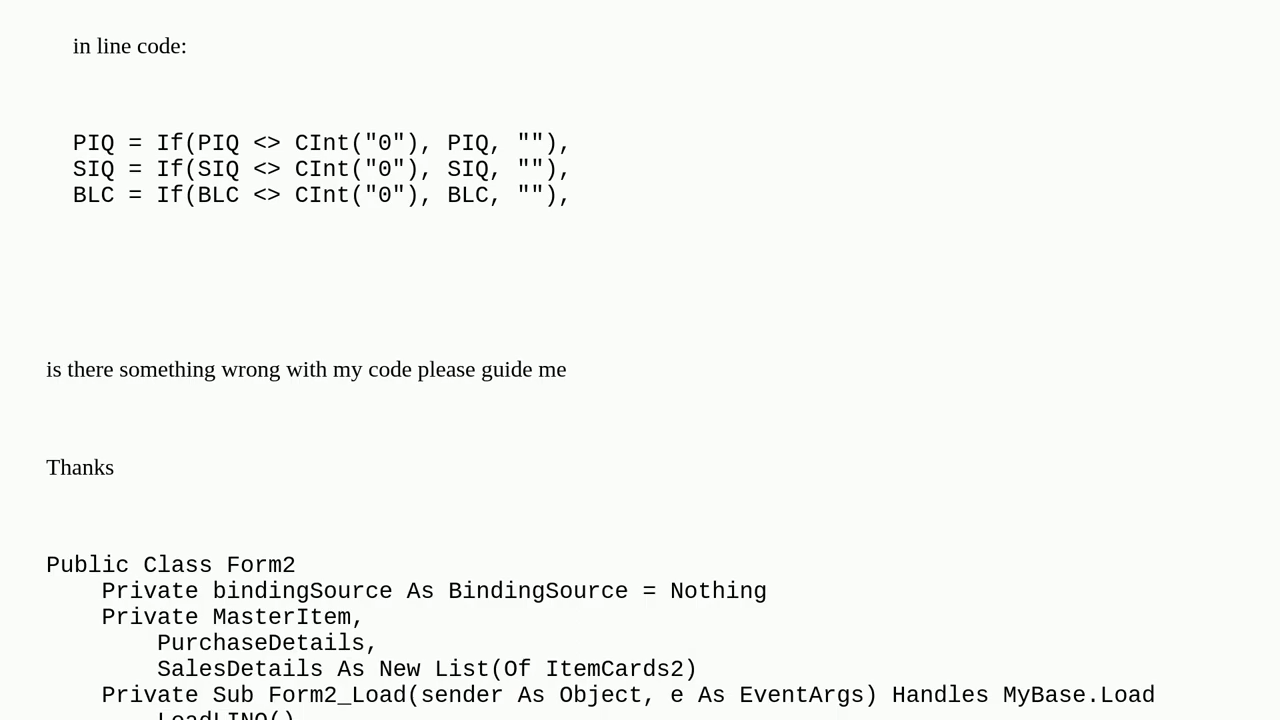 in line code:
PIQ = If(PIQ <> CInt("0"), PIQ, ""),
SIQ = If(SIQ <> CInt("0"), SIQ, ""),
BLC = If(BLC <> CInt("0"), BLC, ""),
is there something wrong with my code please guide me
Thanks
Public Class Form2
    Private bindingSource As BindingSource = Nothing
    Private MasterItem,
        PurchaseDetails,
        SalesDetails As New List(Of ItemCards2)
    Private Sub Form2_Load(sender As Object, e As EventArgs) Handles MyBase.Load
        LoadLINQ()